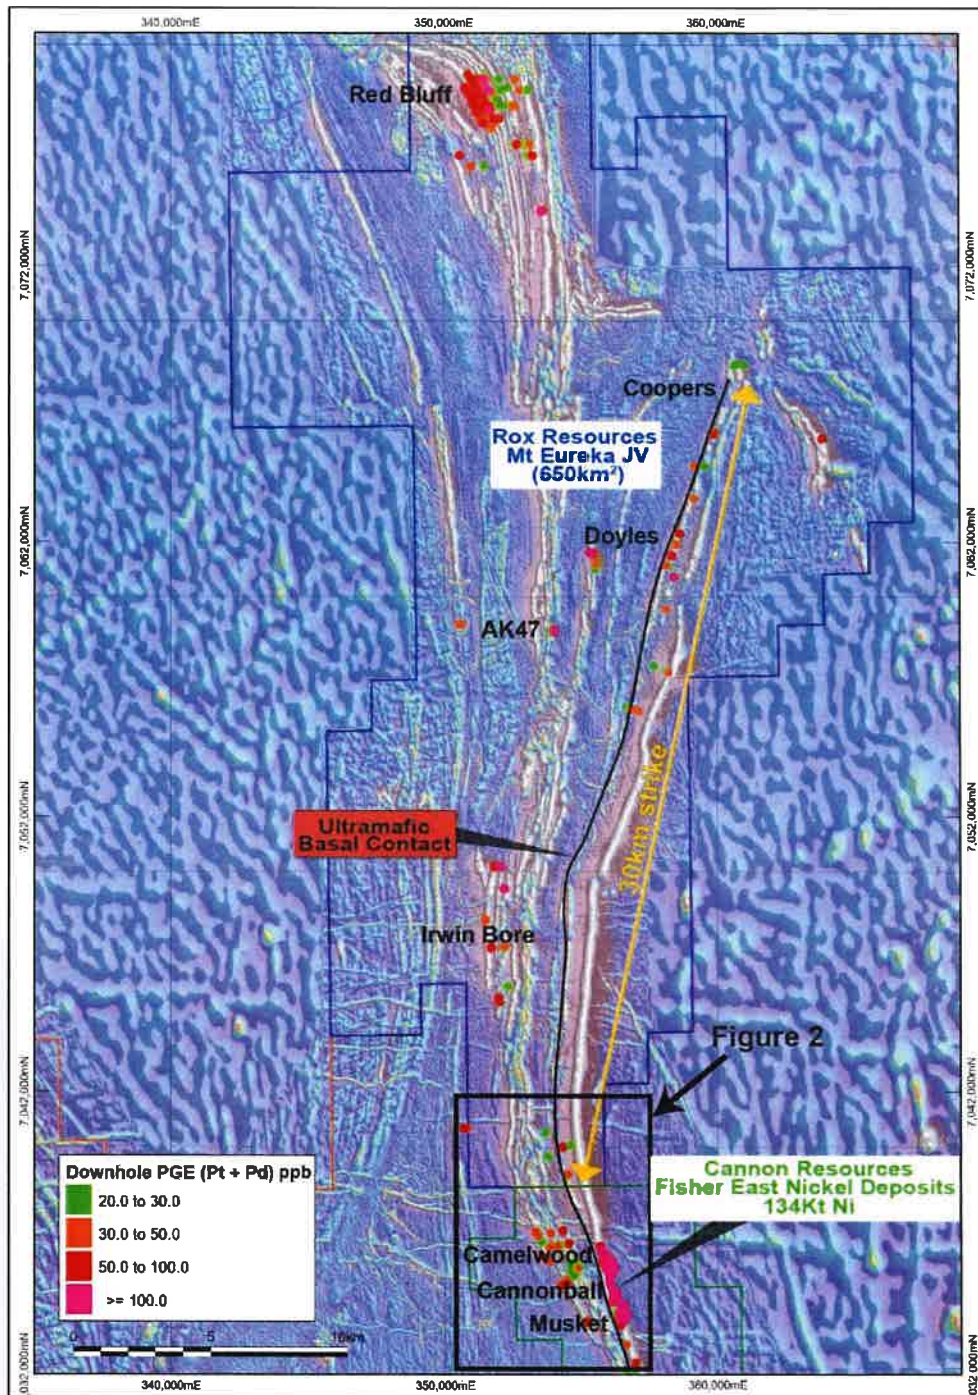 340,000mE
350,000mE
360,000mE
Red Bluff
7,072,000mN
7,072,000mN
Coopers
Rox Resources
Mt Eureka JV
(650km²)
Doyles
7,062,000mN
7,062,000mN
AK47
30km strike
Ultramafic
Basal Contact
7,052,000mN
7,052,000mN
Irwin Bore
Figure 2
7,042,000mN
7,042,000mN
Downhole PGE (Pt + Pd) ppb
20.0 to 30.0
30.0 to 50.0
50.0 to 100.0
>= 100.0
Cannon Resources
Fisher East Nickel Deposits
134Kt Ni
Camelwood
Cannonball
Musket
0
5
10km
340,000mE
350,000mE
360,000mE